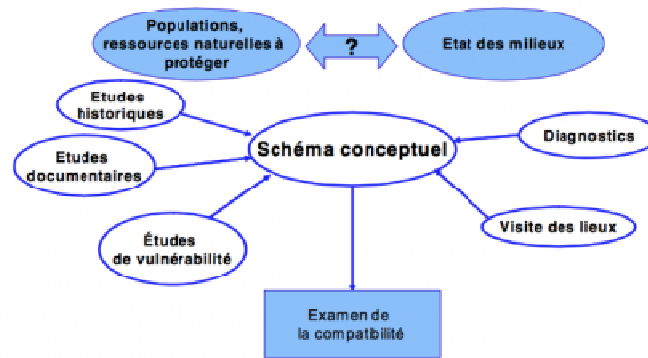 Populations,
ressources naturelles à
protéger
?
Etat des milieux
Etudes
historiques
Schéma conceptuel
Diagnostics
Etudes
documentaires
Études
de vulnérabilité
Visite des lieux
Examen de
la compatbilité